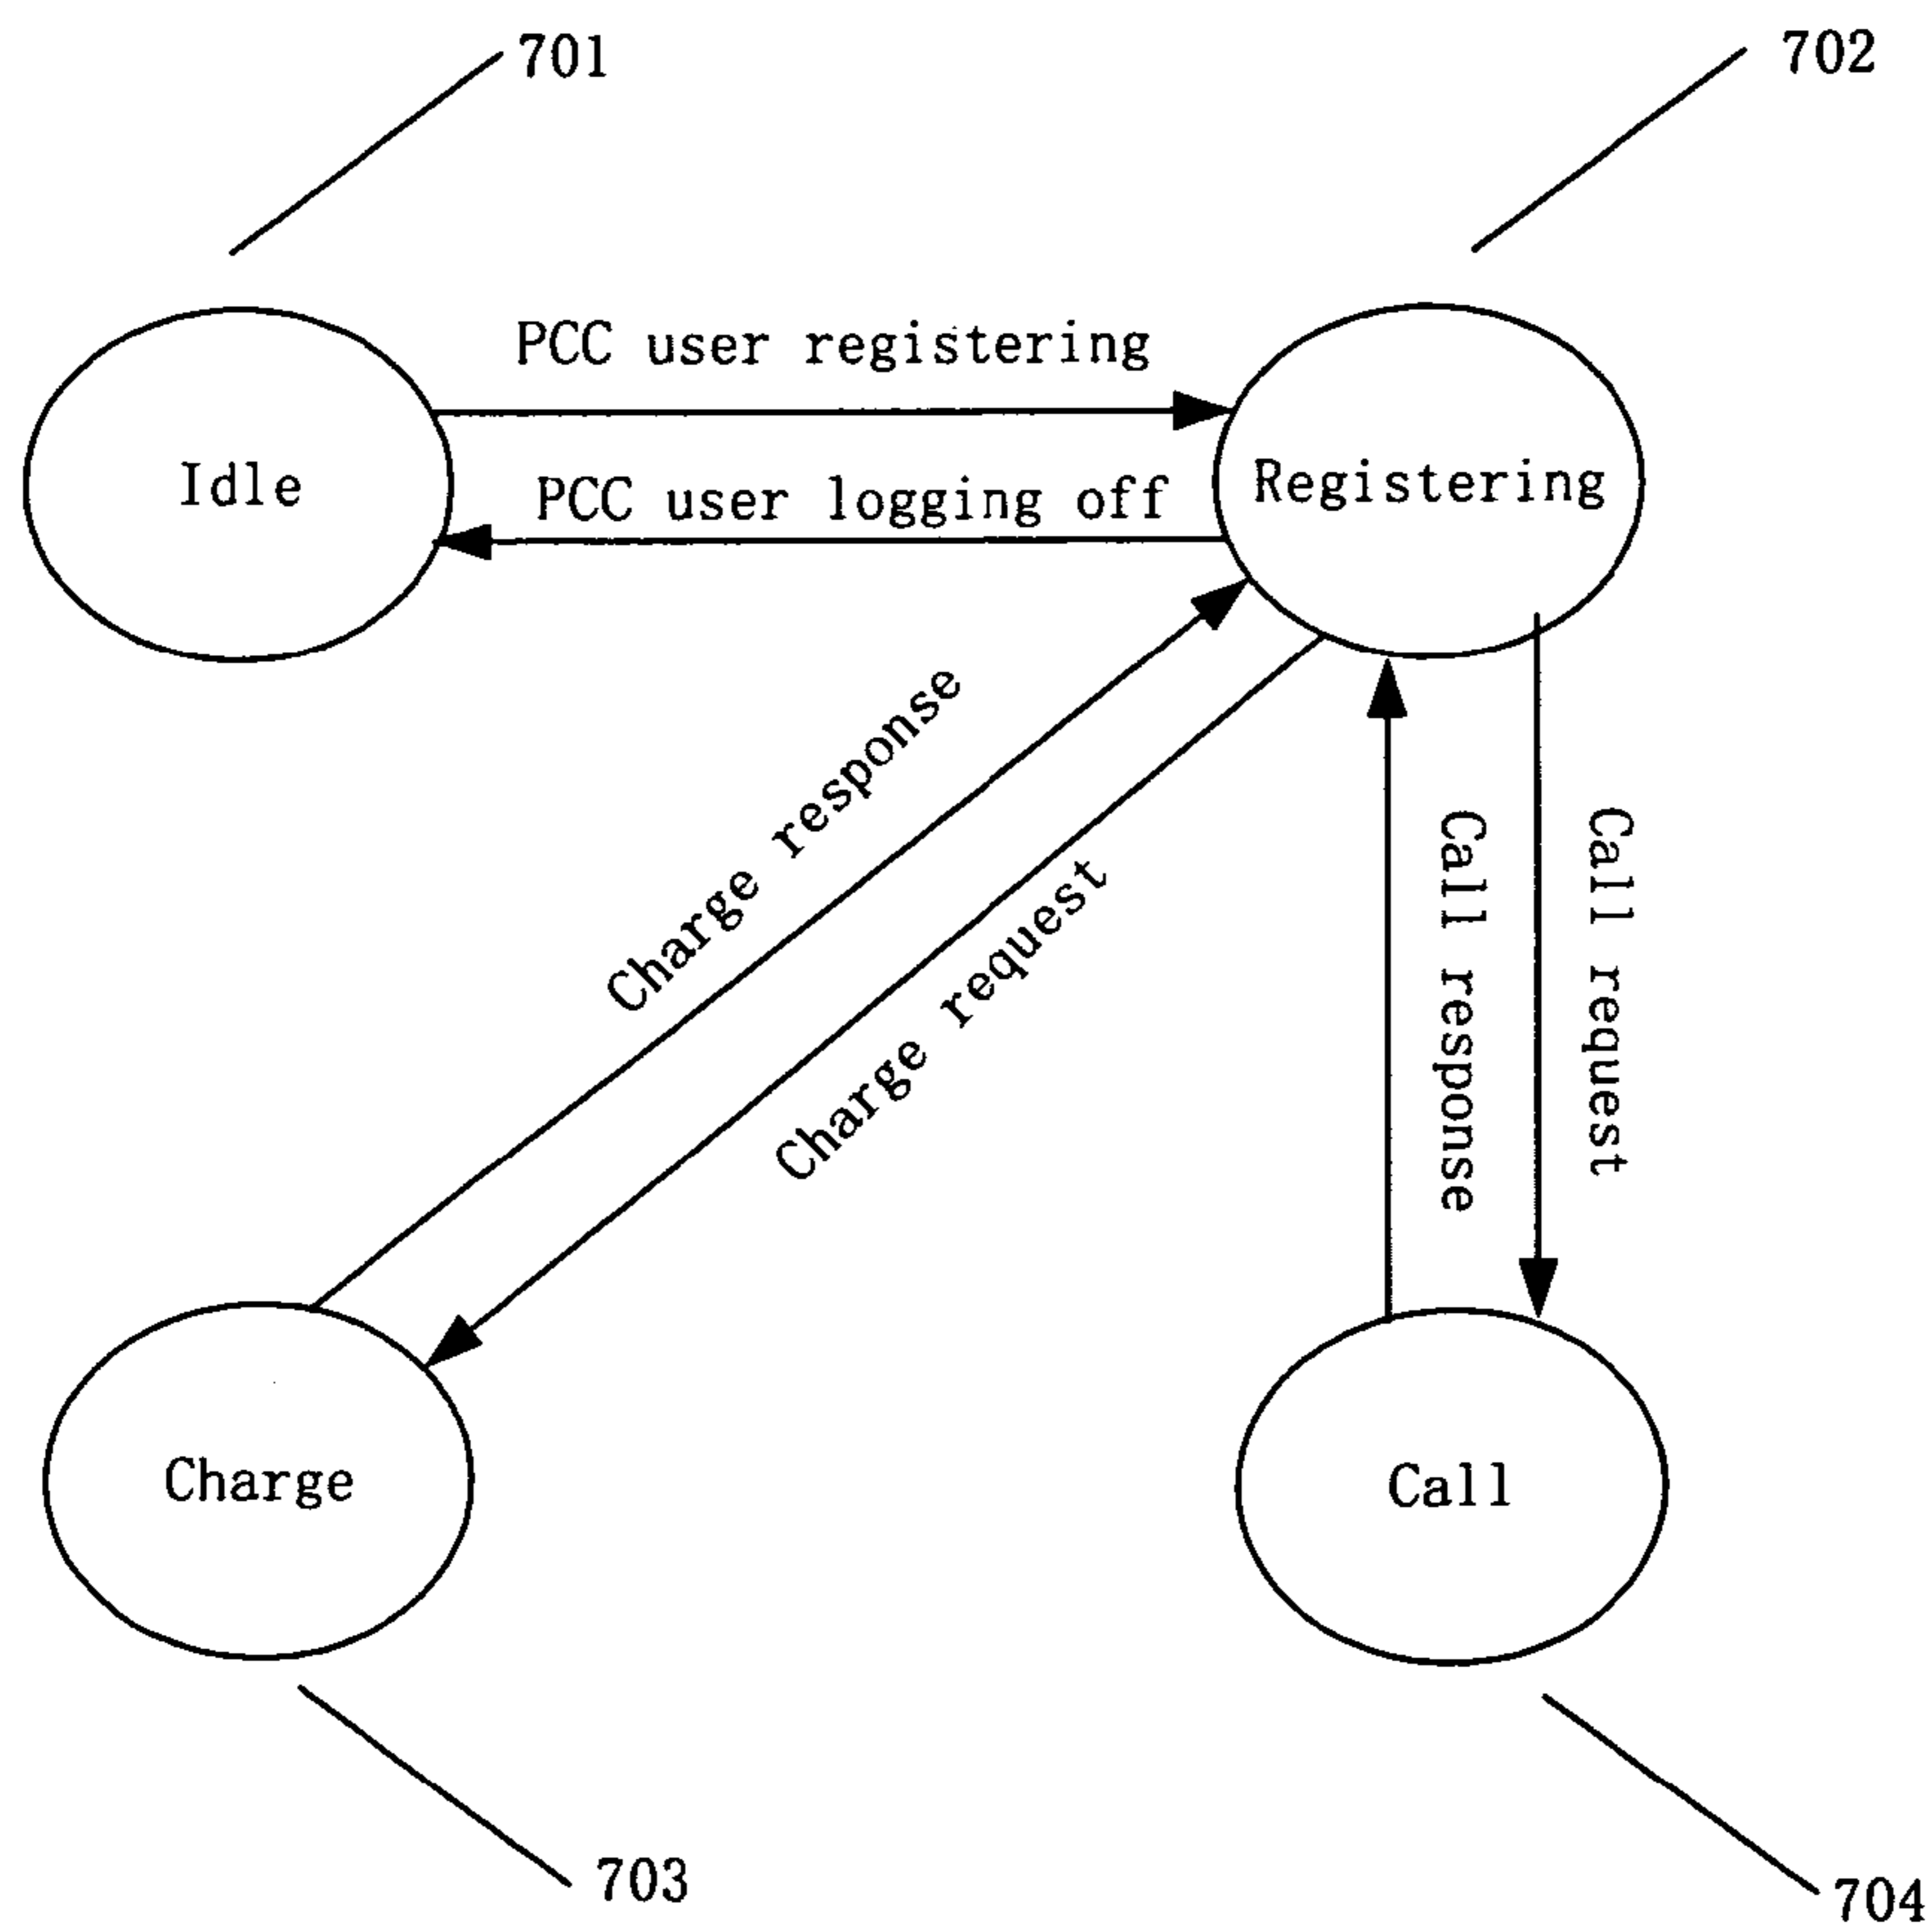 701
702
PCC user registering
Idle
PCC user logging off
Registering
Charge response
Charge request
Call response
Call request
Charge
Call
703
704